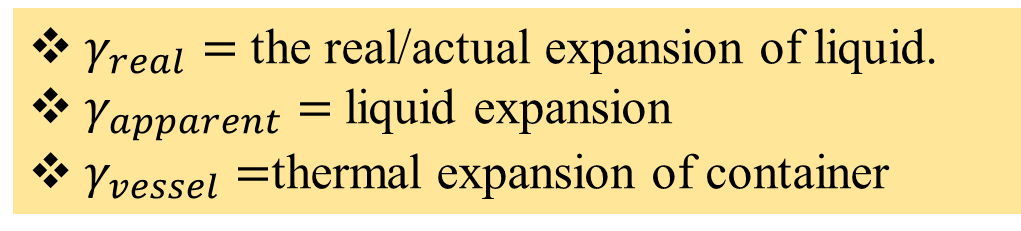 ❖ γ_real = the real/actual expansion of liquid.
❖ γ_apparent = liquid expansion
❖ γ_vessel =thermal expansion of container